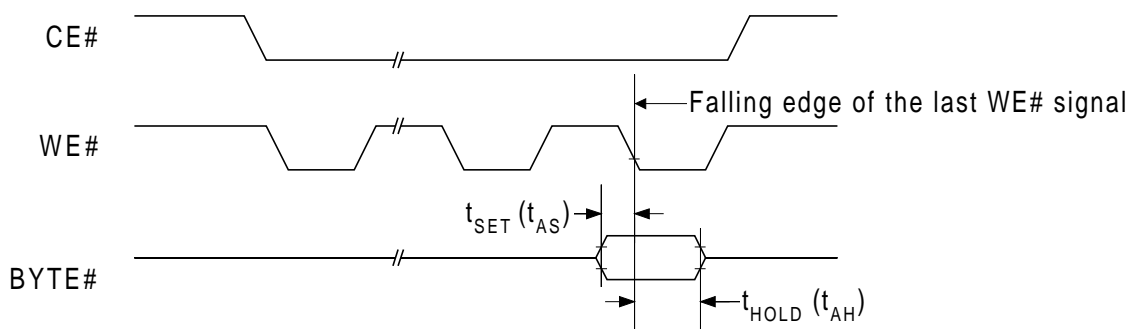 CE#
Falling edge of the last WE# signal
WE#
tSET (tAS)
BYTE#
tHOLD (tAH)